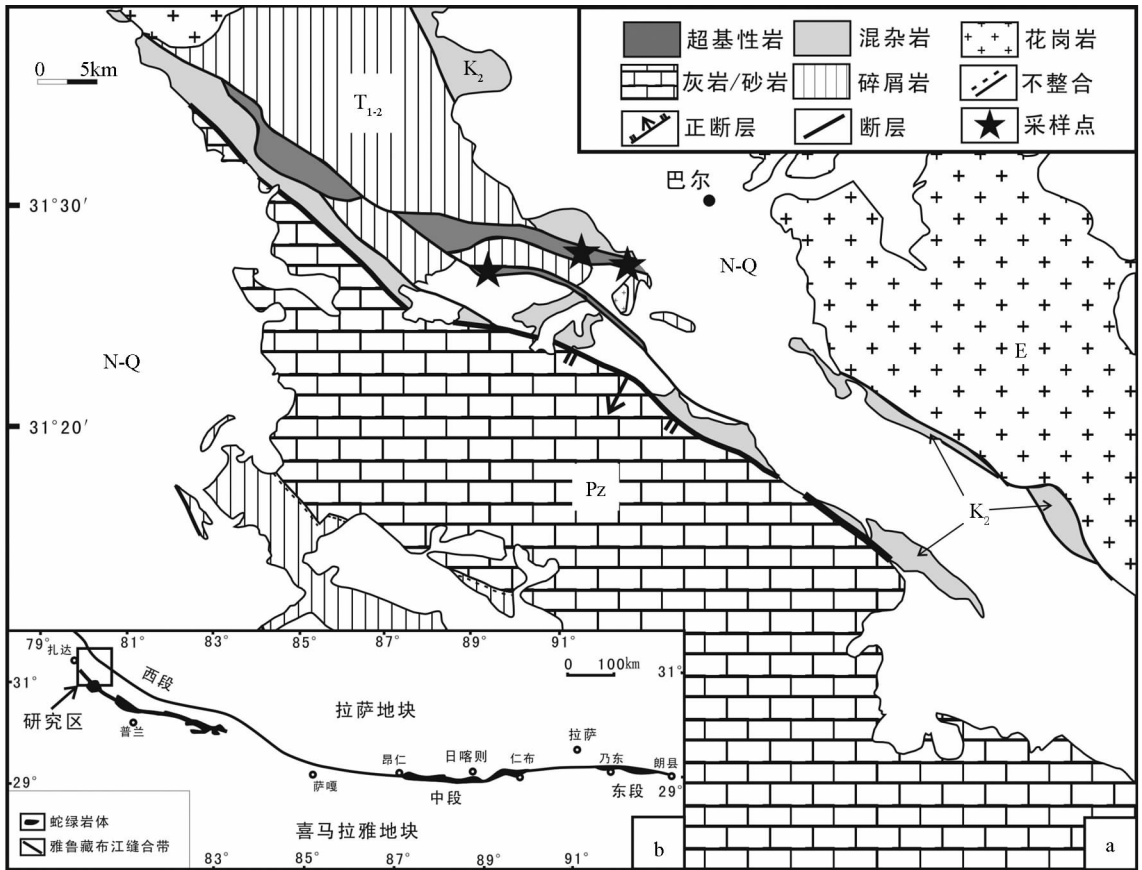 超基性岩 混杂岩 花岗岩
灰岩/砂岩 碎屑岩 不整合
正断层 断层 采样点
0 5km
K2
T1-2
巴尔
31°30′
N-Q
N-Q
E
31°20′
Pz
K2
79° 81° 83° 85° 87° 89° 91°
扎达
0 100km
西段
31°
31°
拉萨地块
研究区
普兰
拉萨
昂仁 日喀则 仁布 乃东 朗县
萨嘎
29°
中段 东段 29°
蛇绿岩体
喜马拉雅地块
雅鲁藏布江缝合带
83° 87° 89° 91°
b
a